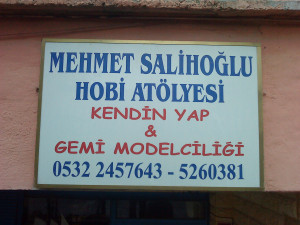 MEHMET SALİHOĞLU
HOBİ ATÖLYESİ
KENDİN YAP
&
GEMİ MODELCİLİĞİ
0532 2457643 - 5260381